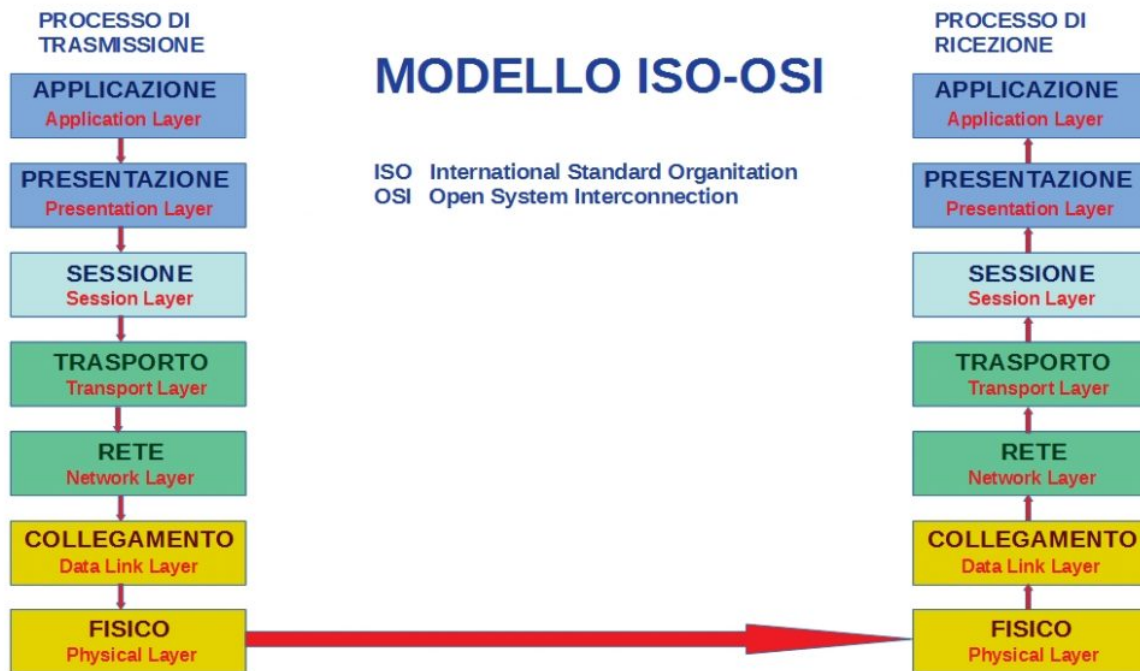 PROCESSO DI
TRASMISSIONE
APPLICAZIONE
Application Layer
PRESENTAZIONE
Presentation Layer
SESSIONE
Session Layer
TRASPORTO
Transport Layer
RETE
Network Layer
COLLEGAMENTO
Data Link Layer
FISICO
Physical Layer
MODELLO ISO-OSI
ISO International Standard Organitation
OSI Open System Interconnection
PROCESSO DI
RICEZIONE
APPLICAZIONE
Application Layer
PRESENTAZIONE
Presentation Layer
SESSIONE
Session Layer
TRASPORTO
Transport Layer
RETE
Network Layer
COLLEGAMENTO
Data Link Layer
FISICO
Physical Layer